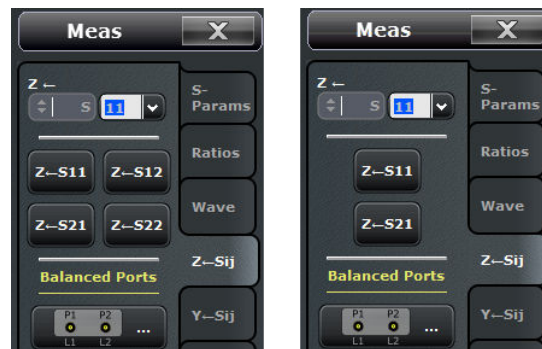 Meas X
Z←
S 11
Z←S11 Z←S12
Z←S21 Z←S22
Balanced Ports
P1 P2
...
L1 L2
S-
Params
Ratios
Wave
Z←Sij
Y←Sij
Meas X
Z←
S 11
Z←S11
Z←S21
Balanced Ports
P1 P2
...
L1 L2
S-
Params
Ratios
Wave
Z←Sij
Y←Sij